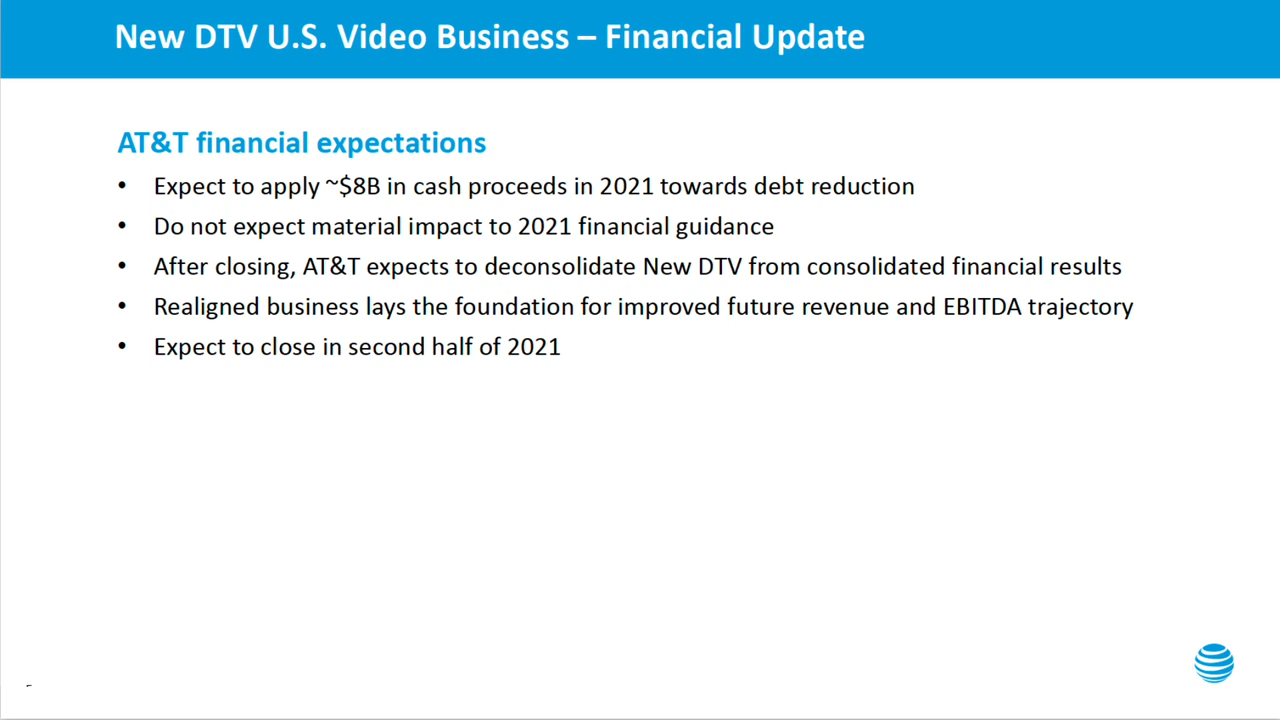 New DTV U.S. Video Business – Financial Update
AT&T financial expectations
• Expect to apply ~$8B in cash proceeds in 2021 towards debt reduction
• Do not expect material impact to 2021 financial guidance
• After closing, AT&T expects to deconsolidate New DTV from consolidated financial results
• Realigned business lays the foundation for improved future revenue and EBITDA trajectory
• Expect to close in second half of 2021